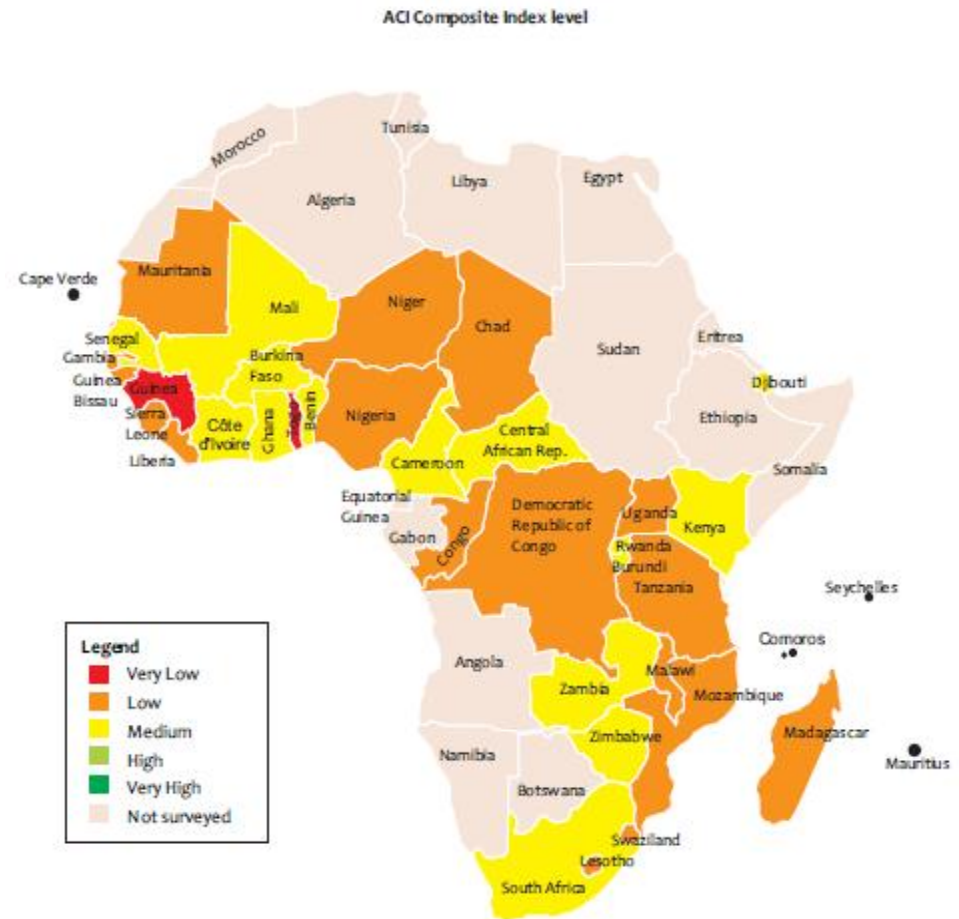 ACI Composite Index level
Tunisia
Morocco
Algeria
Libya
Egypt
Mauritania
Cape Verde
Mali
Niger
Chad
Sudan
Eritrea
Senegal
Gambia
Guinea
Bissau
Guinea
Sierra
Leone
Liberia
Côte
d'Ivoire
Burkina
Faso
Ghana
Togo
Benin
Nigeria
Cameroon
Central
African Rep.
Djibouti
Ethiopia
Somalia
Equatorial
Guinea
Gabon
Congo
Democratic
Republic of
Congo
Uganda
Kenya
Rwanda
Burundi
Tanzania
Seychelles
Comoros
Angola
Zambia
Malawi
Mozambique
Madagascar
Mauritius
Zimbabwe
Namibia
Botswana
Swaziland
Lesotho
South Africa
Legend
Very Low
Low
Medium
High
Very High
Not surveyed